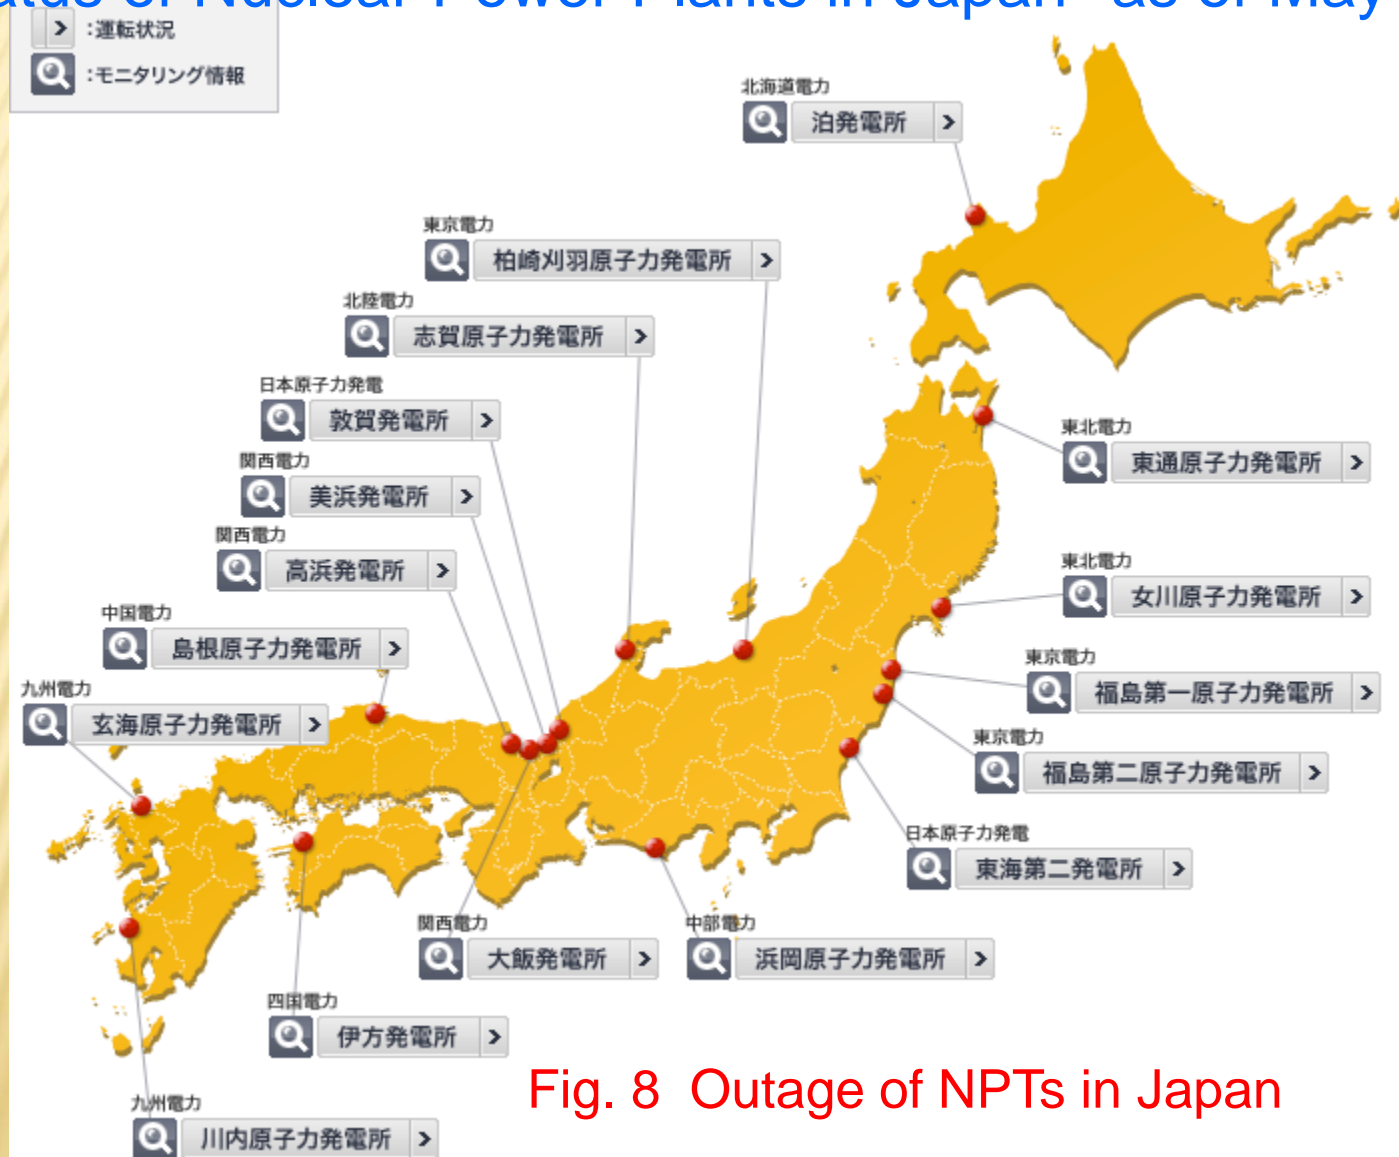 atus of Nuclear Power Plants in Japan as of May
:運転状況
:モニタリング情報
北海道電力
泊発電所
東京電力
柏崎刈羽原子力発電所
北陸電力
志賀原子力発電所
日本原子力発電
敦賀発電所
関西電力
美浜発電所
関西電力
高浜発電所
中国電力
島根原子力発電所
九州電力
玄海原子力発電所
東北電力
東通原子力発電所
東北電力
女川原子力発電所
東京電力
福島第一原子力発電所
東京電力
福島第二原子力発電所
日本原子力発電
東海第二発電所
関西電力
大飯発電所
中部電力
浜岡原子力発電所
四国電力
伊方発電所
九州電力
川内原子力発電所
Fig. 8 Outage of NPTs in Japan